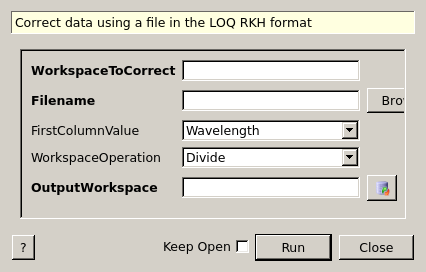 Correct data using a file in the LOQ RKH format
WorkspaceToCorrect
Filename Brov
FirstColumnValue Wavelength
WorkspaceOperation Divide
OutputWorkspace
? Keep Open Run Close